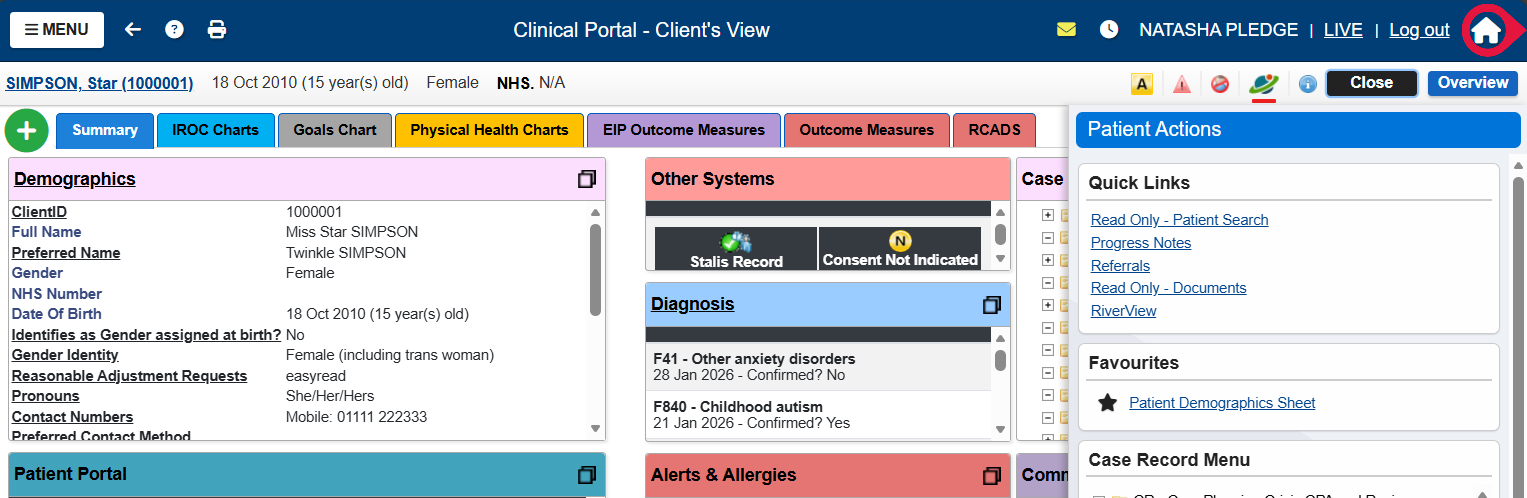 MENU
?
Clinical Portal - Client's View
NATASHA PLEDGE | LIVE | Log out
SIMPSON, Star (1000001) 18 Oct 2010 (15 year(s) old) Female NHS. N/A
A
i
Close
Overview
Summary
IROC Charts
Goals Chart
Physical Health Charts
EIP Outcome Measures
Outcome Measures
RCADS
Demographics
ClientID 1000001
Full Name Miss Star SIMPSON
Preferred Name Twinkle SIMPSON
Gender Female
NHS Number
Date Of Birth 18 Oct 2010 (15 year(s) old)
Identifies as Gender assigned at birth? No
Gender Identity Female (including trans woman)
Reasonable Adjustment Requests easyread
Pronouns She/Her/Hers
Contact Numbers Mobile: 01111 222333
Preferred Contact Method
Patient Portal
Other Systems
Stalis Record
N
Consent Not Indicated
Diagnosis
F41 - Other anxiety disorders
28 Jan 2026 - Confirmed? No
F840 - Childhood autism
21 Jan 2026 - Confirmed? Yes
Alerts & Allergies
Case
Comm
Patient Actions
Quick Links
Read Only - Patient Search
Progress Notes
Referrals
Read Only - Documents
RiverView
Favourites
Patient Demographics Sheet
Case Record Menu